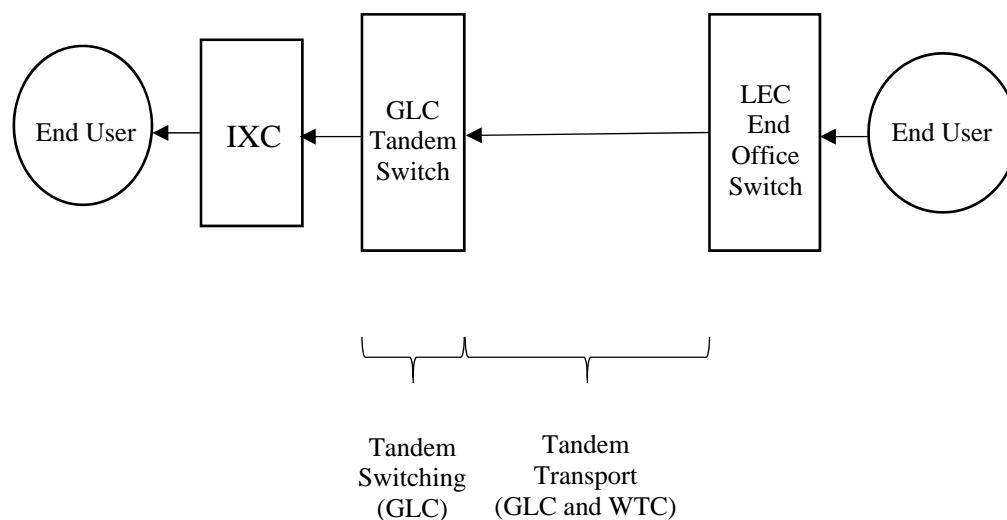 End User
IXC
GLC
Tandem
Switch
LEC
End
Office
Switch
End User
Tandem
Switching
(GLC)
Tandem
Transport
(GLC and WTC)